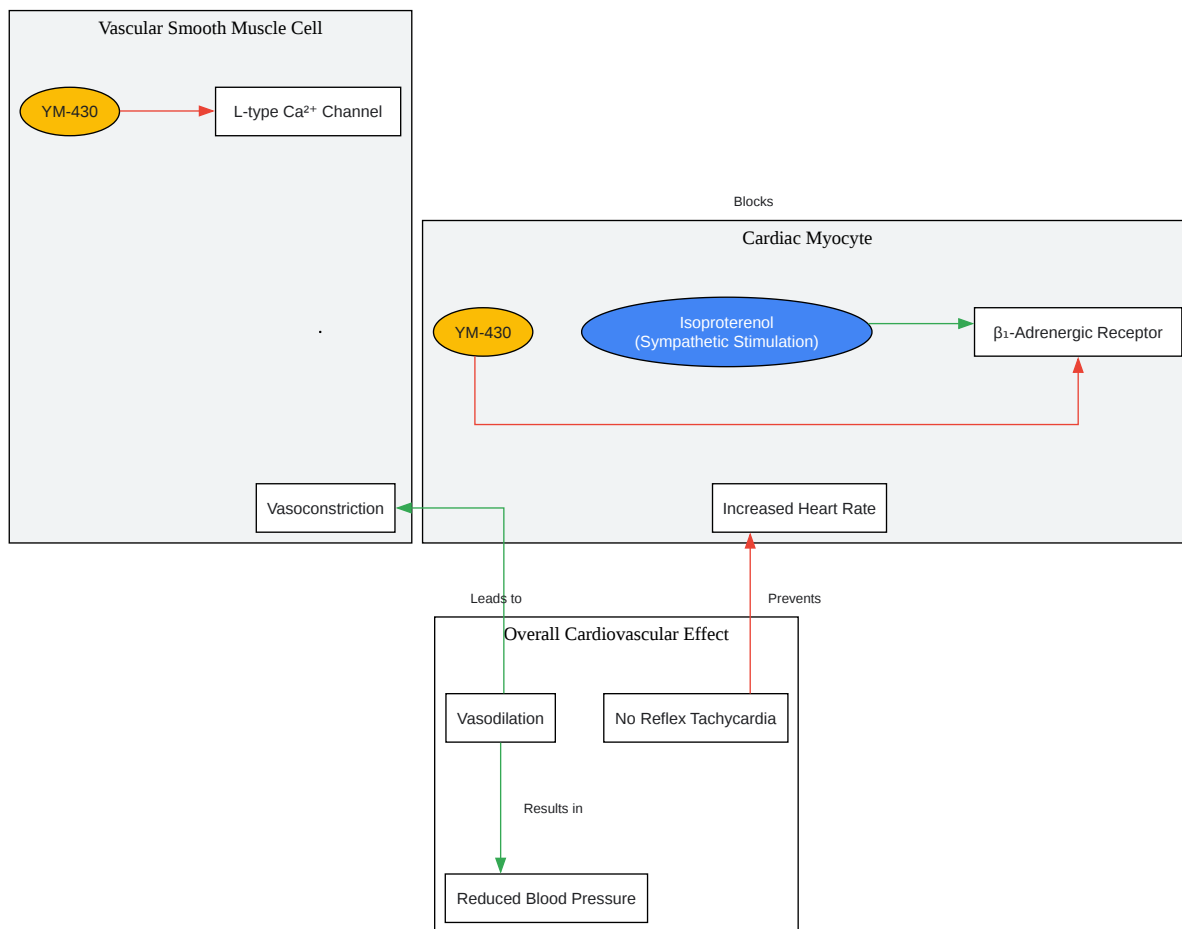 Vascular Smooth Muscle Cell
YM-430
L-type Ca²⁺ Channel
Blocks
Cardiac Myocyte
YM-430
Isoproterenol
(Sympathetic Stimulation)
β₁-Adrenergic Receptor
.
Vasoconstriction
Increased Heart Rate
Leads to
Prevents
Overall Cardiovascular Effect
Vasodilation
No Reflex Tachycardia
Results in
Reduced Blood Pressure